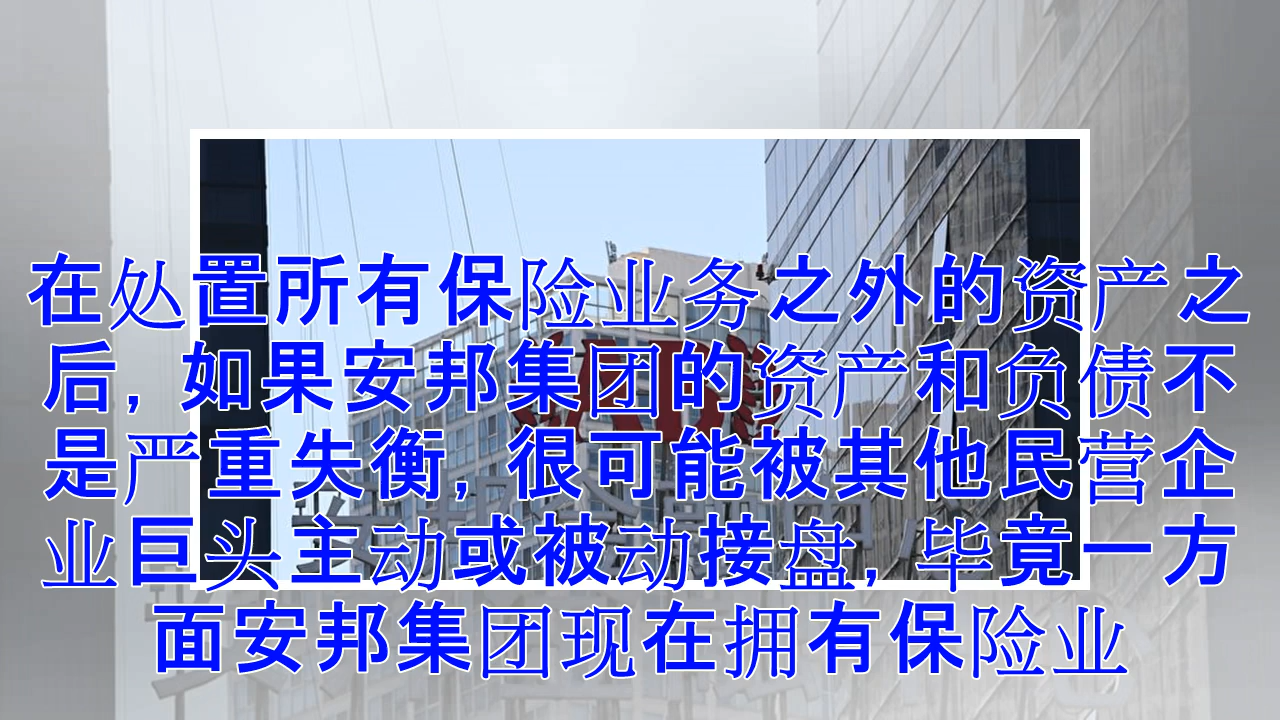 在处置所有保险业务之外的资产之
后，如果安邦集团的资产和负债不
是严重失衡，很可能被其他民营企
业巨头主动或被动接盘，毕竟一方
面安邦集团现在拥有保险业